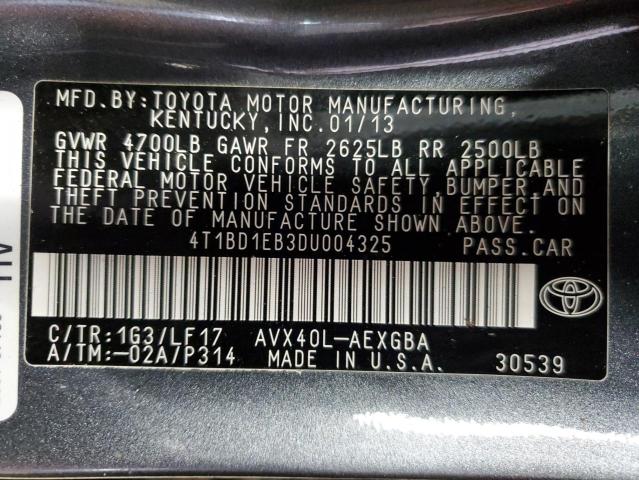 MFD.BY:TOYOTA MOTOR MANUFACTURING,
KENTUCKY, INC.01/13
GVWR 4700LB GAWR FR 2625LB RR 2500LB
THIS VEHICLE CONFORMS TO ALL APPLICABLE
FEDERAL MOTOR VEHICLE SAFETY, BUMPER, AND
THEFT PREVENTION STANDARDS IN EFFECT ON
THE DATE OF MANUFACTURE SHOWN ABOVE.
4T1BD1EB3DU004325 PASS.CAR
C/TR:1G3/LF17 AVX40L-AEXGBA
A/TM:-02A/P314 MADE IN U.S.A. 30539